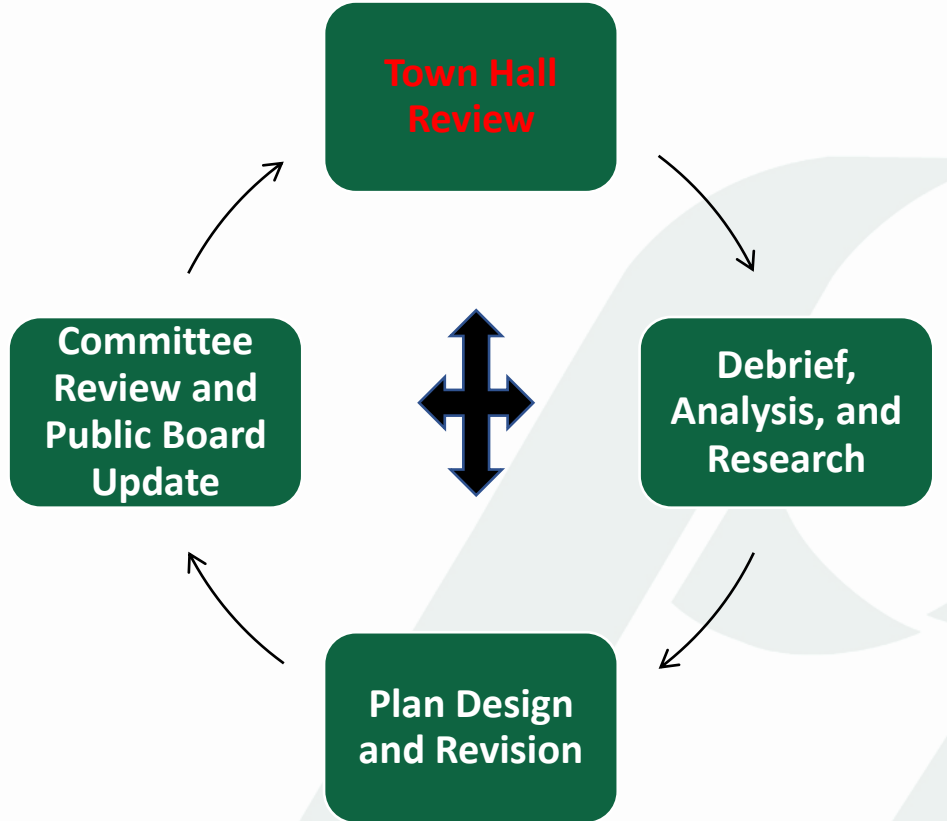 Town Hall
Review
Debrief,
Analysis, and
Research
Plan Design
and Revision
Committee
Review and
Public Board
Update